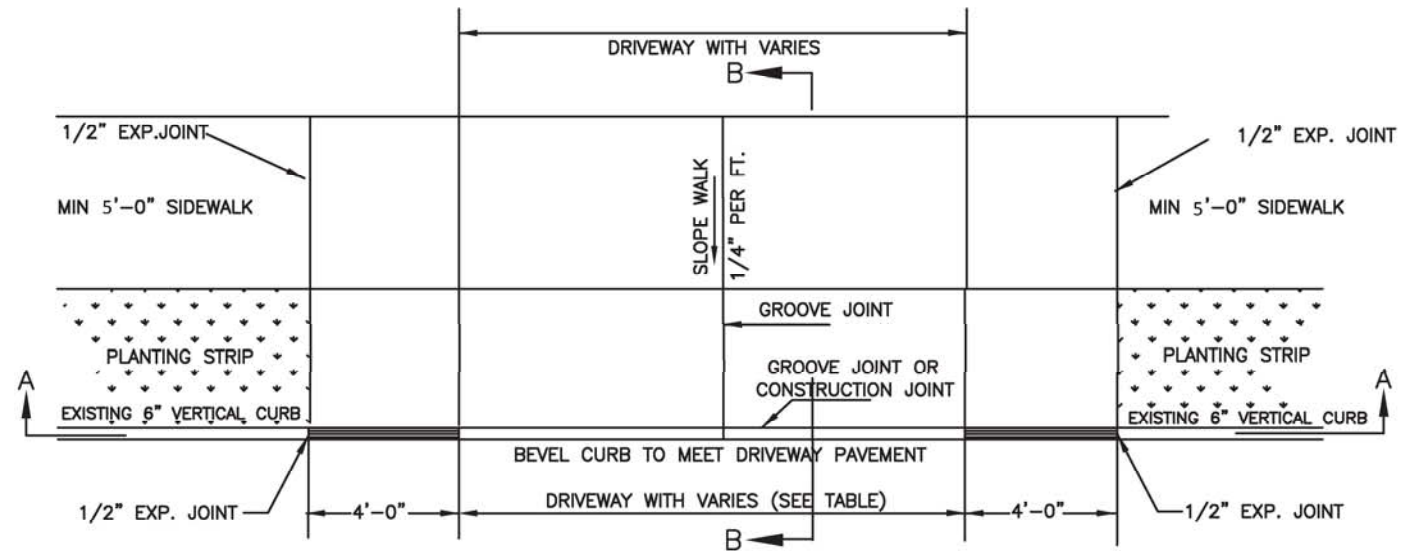 DRIVEWAY WITH VARIES
B
1/2" EXP.JOINT
1/2" EXP. JOINT
MIN 5'-0" SIDEWALK
SLOPE WALK
1/4" PER FT.
MIN 5'-0" SIDEWALK
GROOVE JOINT
PLANTING STRIP
GROOVE JOINT OR
CONSTRUCTION JOINT
PLANTING STRIP
A
A
EXISTING 6" VERTICAL CURB
EXISTING 6" VERTICAL CURB
BEVEL CURB TO MEET DRIVEWAY PAVEMENT
1/2" EXP. JOINT
4'-0"
DRIVEWAY WITH VARIES (SEE TABLE)
4'-0"
1/2" EXP. JOINT
B